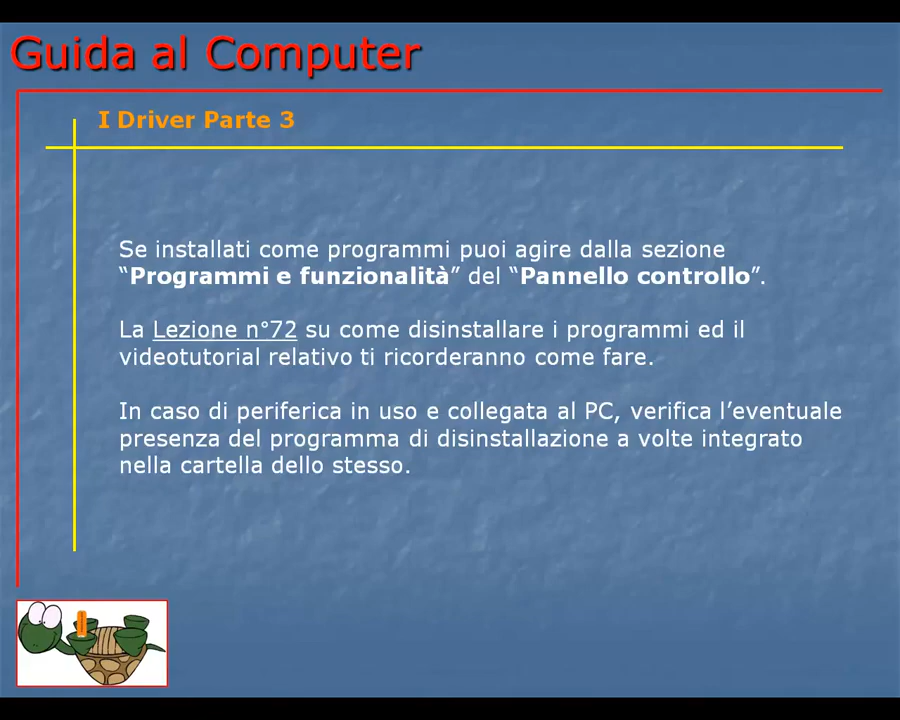 Guida al Computer
I Driver Parte 3
Se installati come programmi puoi agire dalla sezione
“Programmi e funzionalità” del “Pannello controllo”.
La Lezione n°72 su come disinstallare i programmi ed il
videotutorial relativo ti ricorderanno come fare.
In caso di periferica in uso e collegata al PC, verifica l’eventuale
presenza del programma di disinstallazione a volte integrato
nella cartella dello stesso.